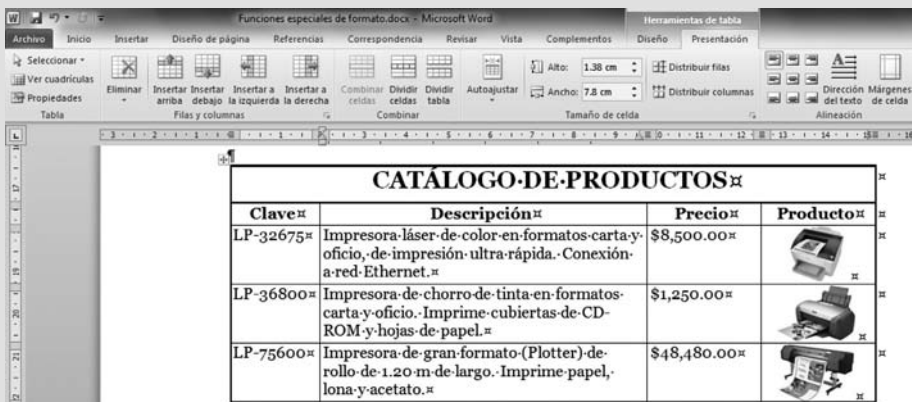 Funciones especiales de formato.docx - Microsoft Word
Herramientas de tabla
Archivo Inicio Insertar Diseño de página Referencias Correspondencia Revisar Vista Complementos Diseño Presentación
Seleccionar
Ver cuadrículas
Propiedades
Tabla
Eliminar
Insertar arriba
Insertar debajo
Insertar a la izquierda
Insertar a la derecha
Filas y columnas
Combinar celdas
Dividir celdas
Dividir tabla
Combinar
Autoajustar
Alto: 1.38 cm
Ancho: 7.8 cm
Distribuir filas
Distribuir columnas
Tamaño de celda
Dirección del texto
Márgenes de celda
Alineación
CATÁLOGO·DE·PRODUCTOS¤
Clave¤ Descripción¤ Precio¤ Producto¤
LP-32675¤ Impresora·láser·de·color·en·formatos·carta·y· $8,500.00¤
oficio,·de·impresión·ultra·rápida.·Conexión·
a·red·Ethernet.¤
LP-36800¤ Impresora·de·chorro·de·tinta·en·formatos· $1,250.00¤
carta·y·oficio.·Imprime·cubiertas·de·CD-
ROM·y·hojas·de·papel.¤
LP-75600¤ Impresora·de·gran·formato·(Plotter)·de· $48,480.00¤
rollo·de·1.20·m·de·largo.·Imprime·papel,·
lona·y·acetato.¤